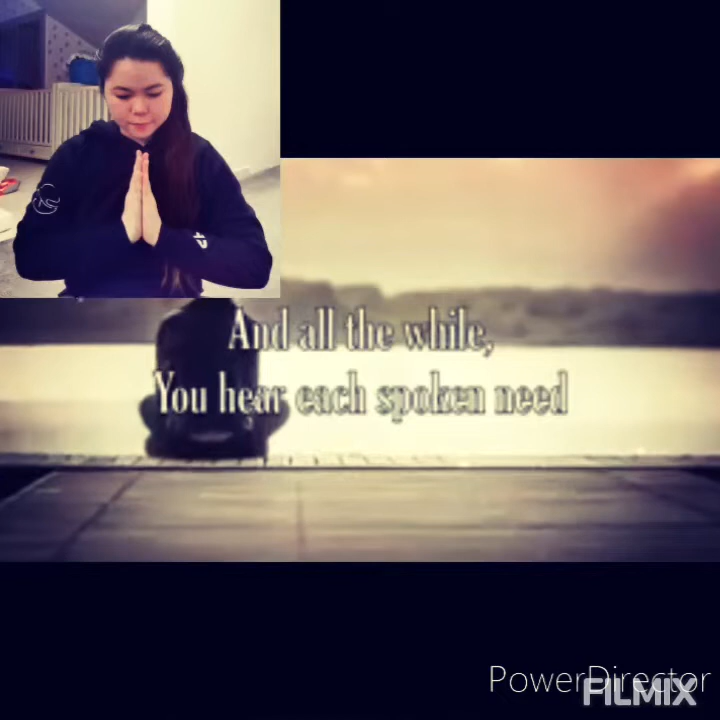 And all the while,
You hear each spoken need
PowerDirector
FILMIX